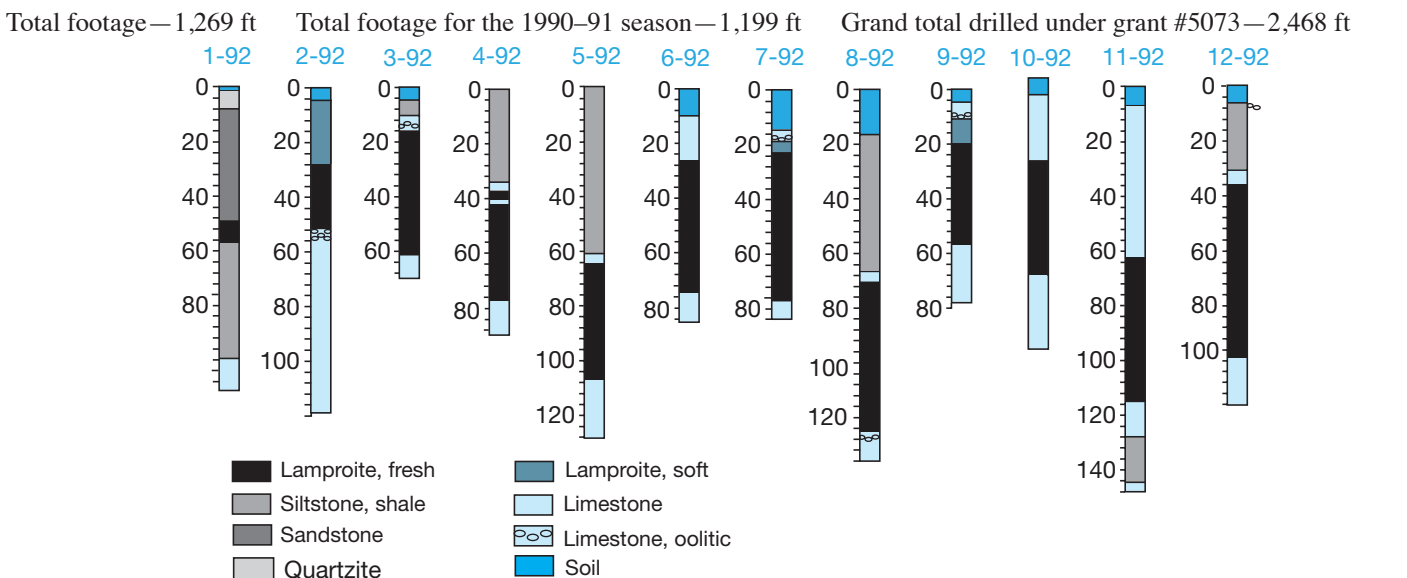 Total footage—1,269 ft Total footage for the 1990–91 season—1,199 ft Grand total drilled under grant #5073—2,468 ft
1-92 2-92 3-92 4-92 5-92 6-92 7-92 8-92 9-92 10-92 11-92 12-92
0 0 0 0 0 0 0 0 0 0 0
20 20 20 20 20 20 20 20 20 20 20
40 40 40 40 40 40 40 40 40 40 40
60 60 60 60 60 60 60 60 60 60 60
80 80 80 80 80 80 80 80 80 80
100 100 100 100 100
120 120 120
140
Lamproite, fresh Lamproite, soft
Siltstone, shale Limestone
Sandstone Limestone, oolitic
Quartzite Soil